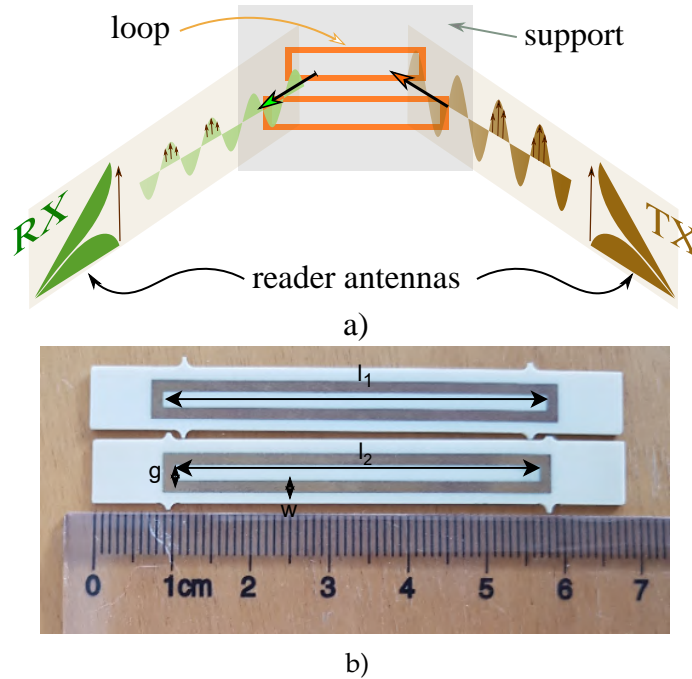 loop
support
RX
TX
reader antennas
a)
l1
l2
g
w
0 1cm 2 3 4 5 6 7
b)